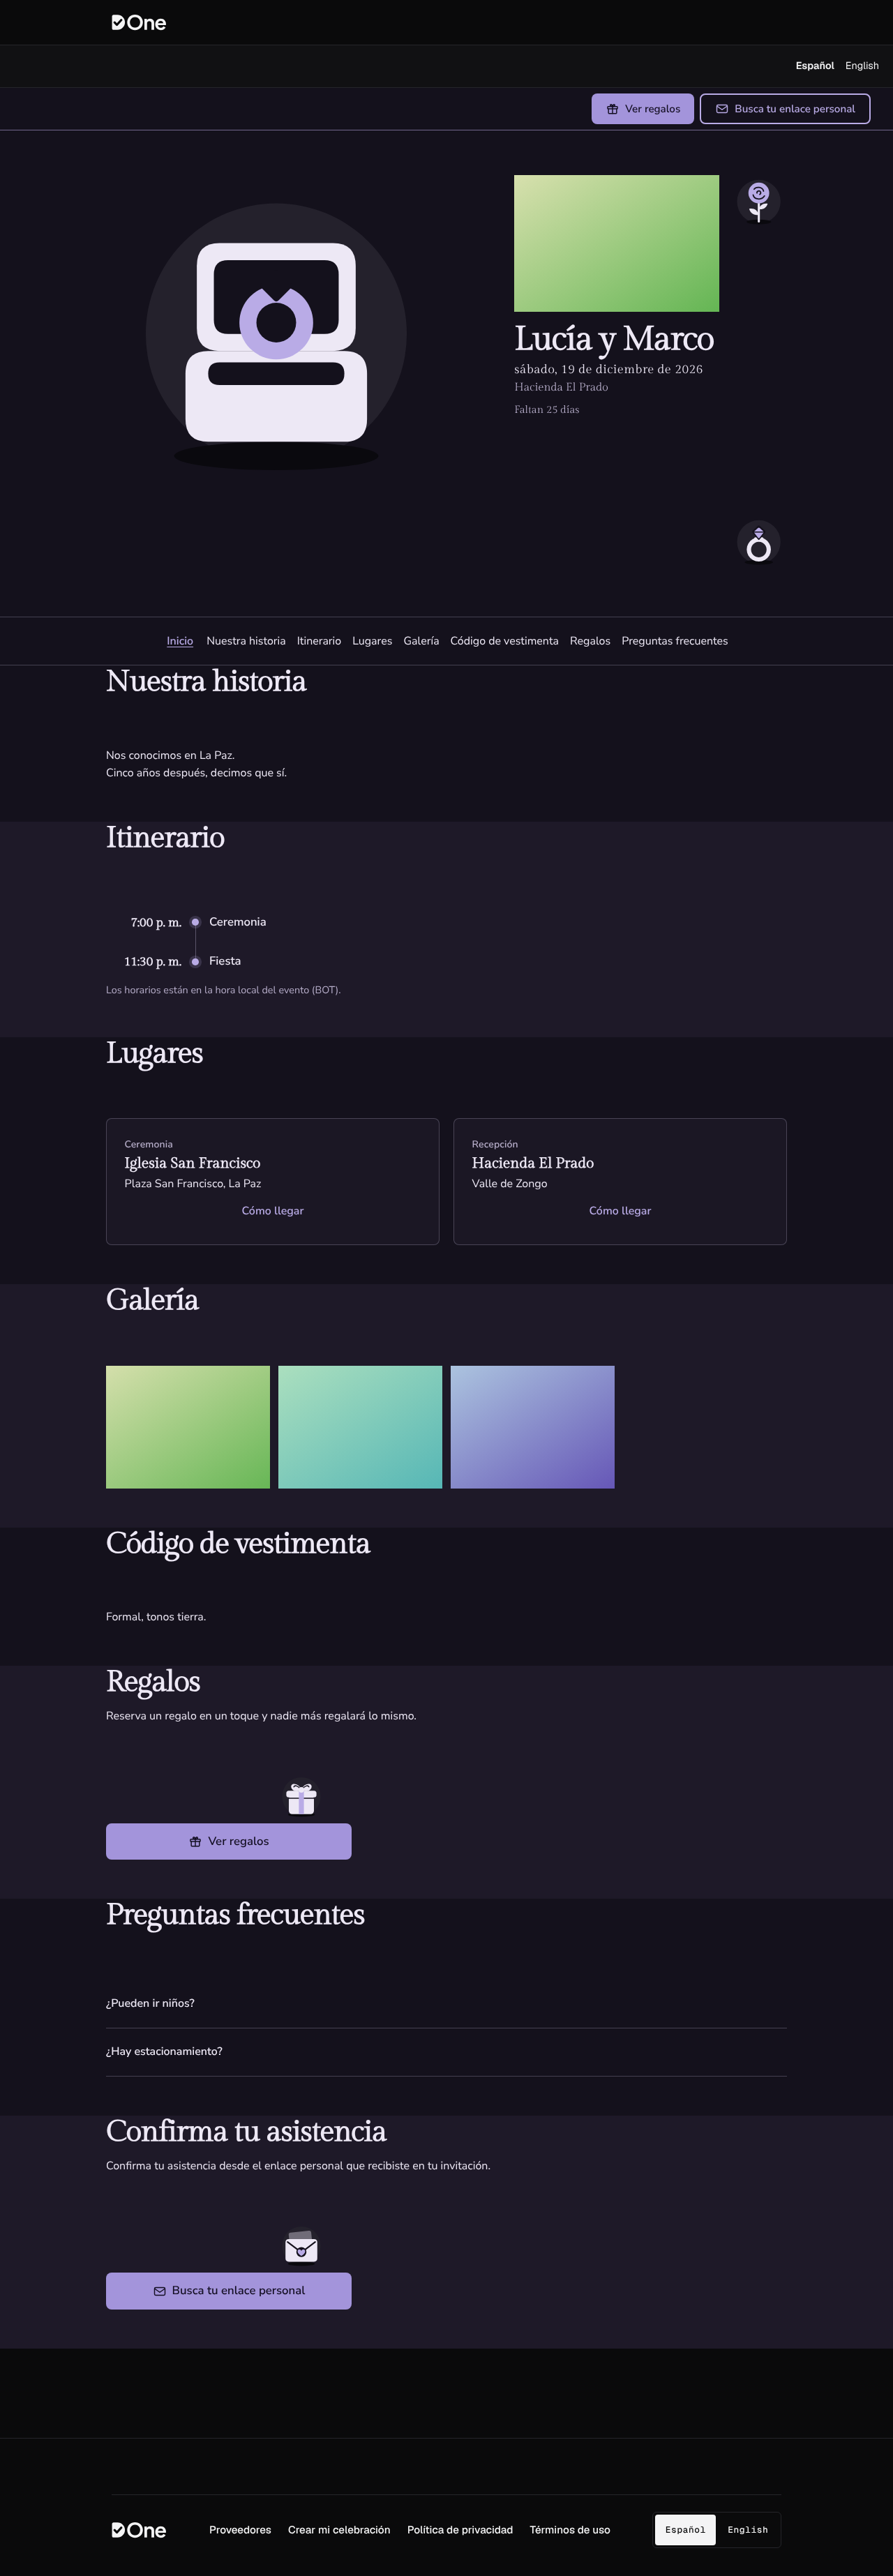 One
Español English
Ver regalos Busca tu enlace personal
Lucía y Marco
sábado, 19 de diciembre de 2026
Hacienda El Prado
Faltan 25 días
Inicio Nuestra historia Itinerario Lugares Galería Código de vestimenta Regalos Preguntas frecuentes
Nuestra historia
Nos conocimos en La Paz.
Cinco años después, decimos que sí.
Itinerario
7:00 p. m. Ceremonia
11:30 p. m. Fiesta
Los horarios están en la hora local del evento (BOT).
Lugares
Ceremonia
Iglesia San Francisco
Plaza San Francisco, La Paz
Cómo llegar
Recepción
Hacienda El Prado
Valle de Zongo
Cómo llegar
Galería
Código de vestimenta
Formal, tonos tierra.
Regalos
Reserva un regalo en un toque y nadie más regalará lo mismo.
Ver regalos
Preguntas frecuentes
¿Pueden ir niños?
¿Hay estacionamiento?
Confirma tu asistencia
Confirma tu asistencia desde el enlace personal que recibiste en tu invitación.
Busca tu enlace personal
One Proveedores Crear mi celebración Política de privacidad Términos de uso Español English